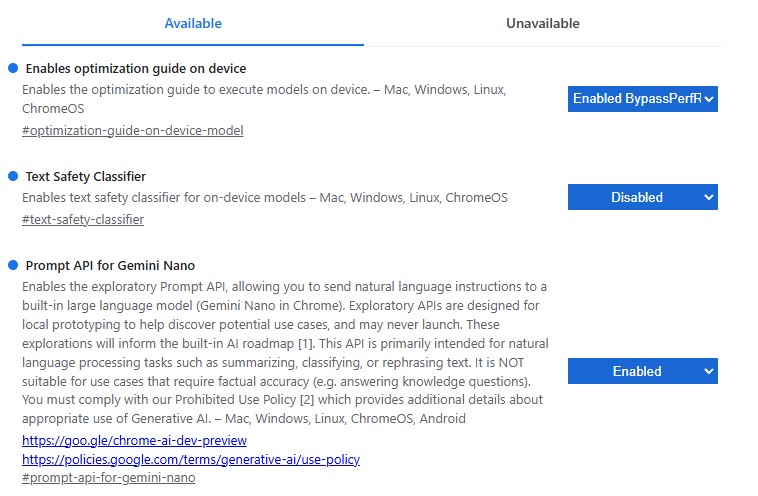 Available
Unavailable
Enables optimization guide on device
Enables the optimization guide to execute models on device. – Mac, Windows, Linux,
ChromeOS
#optimization-guide-on-device-model
Enabled BypassPerfR
Text Safety Classifier
Enables text safety classifier for on-device models – Mac, Windows, Linux, ChromeOS
#text-safety-classifier
Disabled
Prompt API for Gemini Nano
Enables the exploratory Prompt API, allowing you to send natural language instructions to a
built-in large language model (Gemini Nano in Chrome). Exploratory APIs are designed for
local prototyping to help discover potential use cases, and may never launch. These
explorations will inform the built-in AI roadmap [1]. This API is primarily intended for natural
language processing tasks such as summarizing, classifying, or rephrasing text. It is NOT
suitable for use cases that require factual accuracy (e.g. answering knowledge questions).
You must comply with our Prohibited Use Policy [2] which provides additional details about
appropriate use of Generative AI. – Mac, Windows, Linux, ChromeOS, Android
https://goo.gle/chrome-ai-dev-preview
https://policies.google.com/terms/generative-ai/use-policy
#prompt-api-for-gemini-nano
Enabled